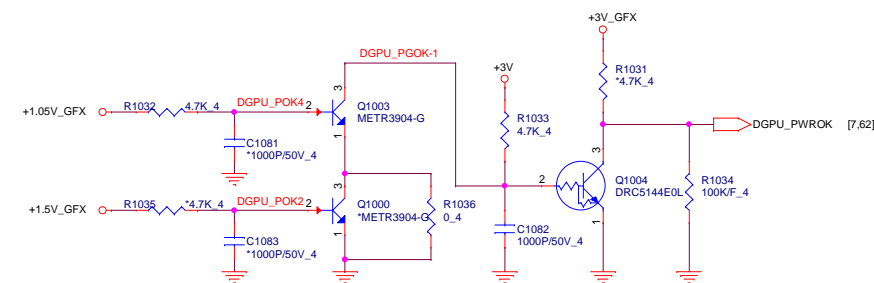 +3V_GFX
DGPU_PGOK-1
+3V
R1031
*4.7K_4
3
+1.05V_GFX
R1032
4.7K_4
DGPU_POK4
2
Q1003
METR3904-G
R1033
4.7K_4
DGPU_PWROK
[7,62]
C1081
*1000P/50V_4
1
3
3
2
Q1004
DRC5144E0L
R1034
100K/F_4
+1.5V_GFX
R1035
*4.7K_4
DGPU_POK2
2
Q1000
*METR3904-G
R1036
0_4
1
1
C1083
*1000P/50V_4
C1082
1000P/50V_4